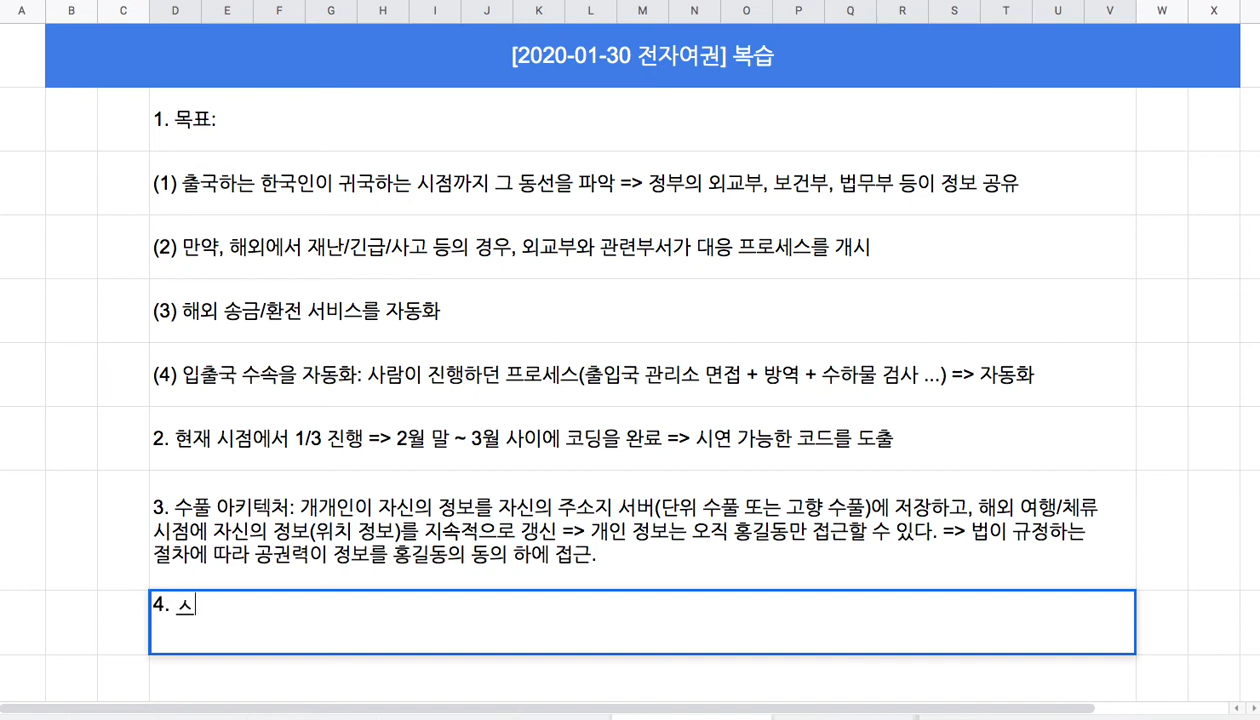 A B C D E F G H I J K L M N O P Q R S T U V W X
[2020-01-30 전자여권] 복습
1. 목표:
(1) 출국하는 한국인이 귀국하는 시점까지 그 동선을 파악 => 정부의 외교부, 보건부, 법무부 등이 정보 공유
(2) 만약, 해외에서 재난/긴급/사고 등의 경우, 외교부와 관련부서가 대응 프로세스를 개시
(3) 해외 송금/환전 서비스를 자동화
(4) 입출국 수속을 자동화: 사람이 진행하던 프로세스(출입국 관리소 면접 + 방역 + 수하물 검사 ...) => 자동화
2. 현재 시점에서 1/3 진행 => 2월 말 ~ 3월 사이에 코딩을 완료 => 시연 가능한 코드를 도출
3. 수풀 아키텍처: 개개인이 자신의 정보를 자신의 주소지 서버(단위 수풀 또는 고향 수풀)에 저장하고, 해외 여행/체류
시점에 자신의 정보(위치 정보)를 지속적으로 갱신 => 개인 정보는 오직 홍길동만 접근할 수 있다. => 법이 규정하는
절차에 따라 공권력이 정보를 홍길동의 동의 하에 접근.
4. 스